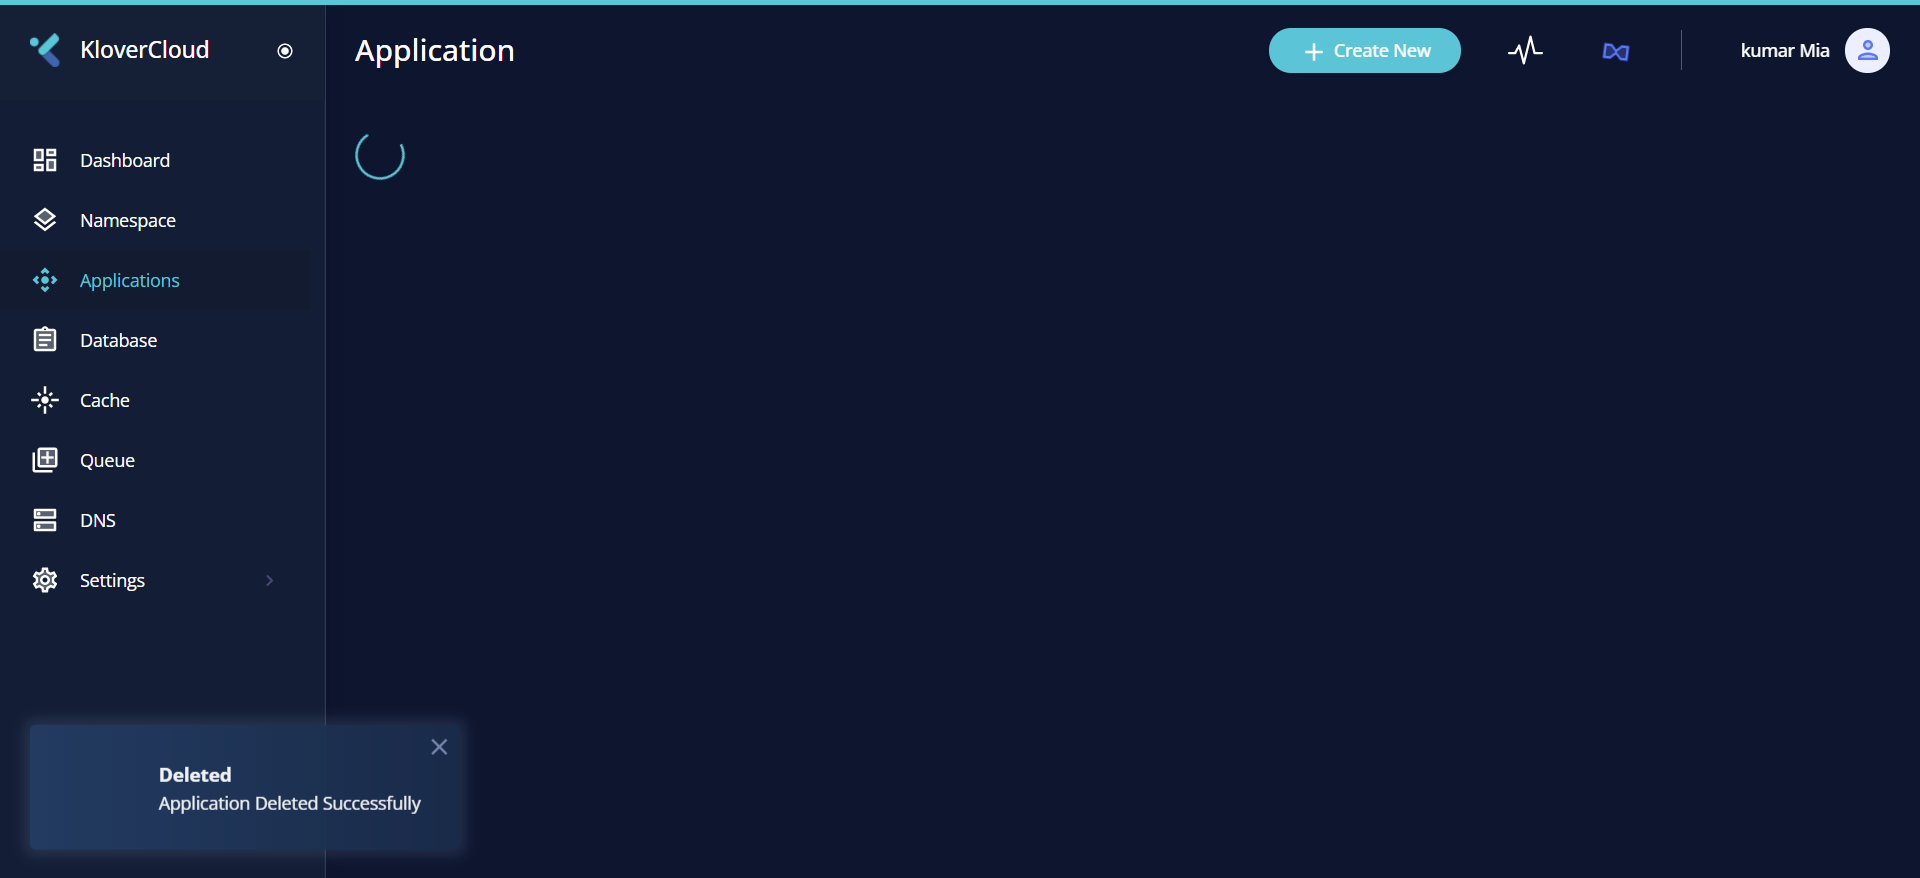 KloverCloud
Application
Create New
kumar Mia
Dashboard
Namespace
Applications
Database
Cache
Queue
DNS
Settings
Deleted
Application Deleted Successfully